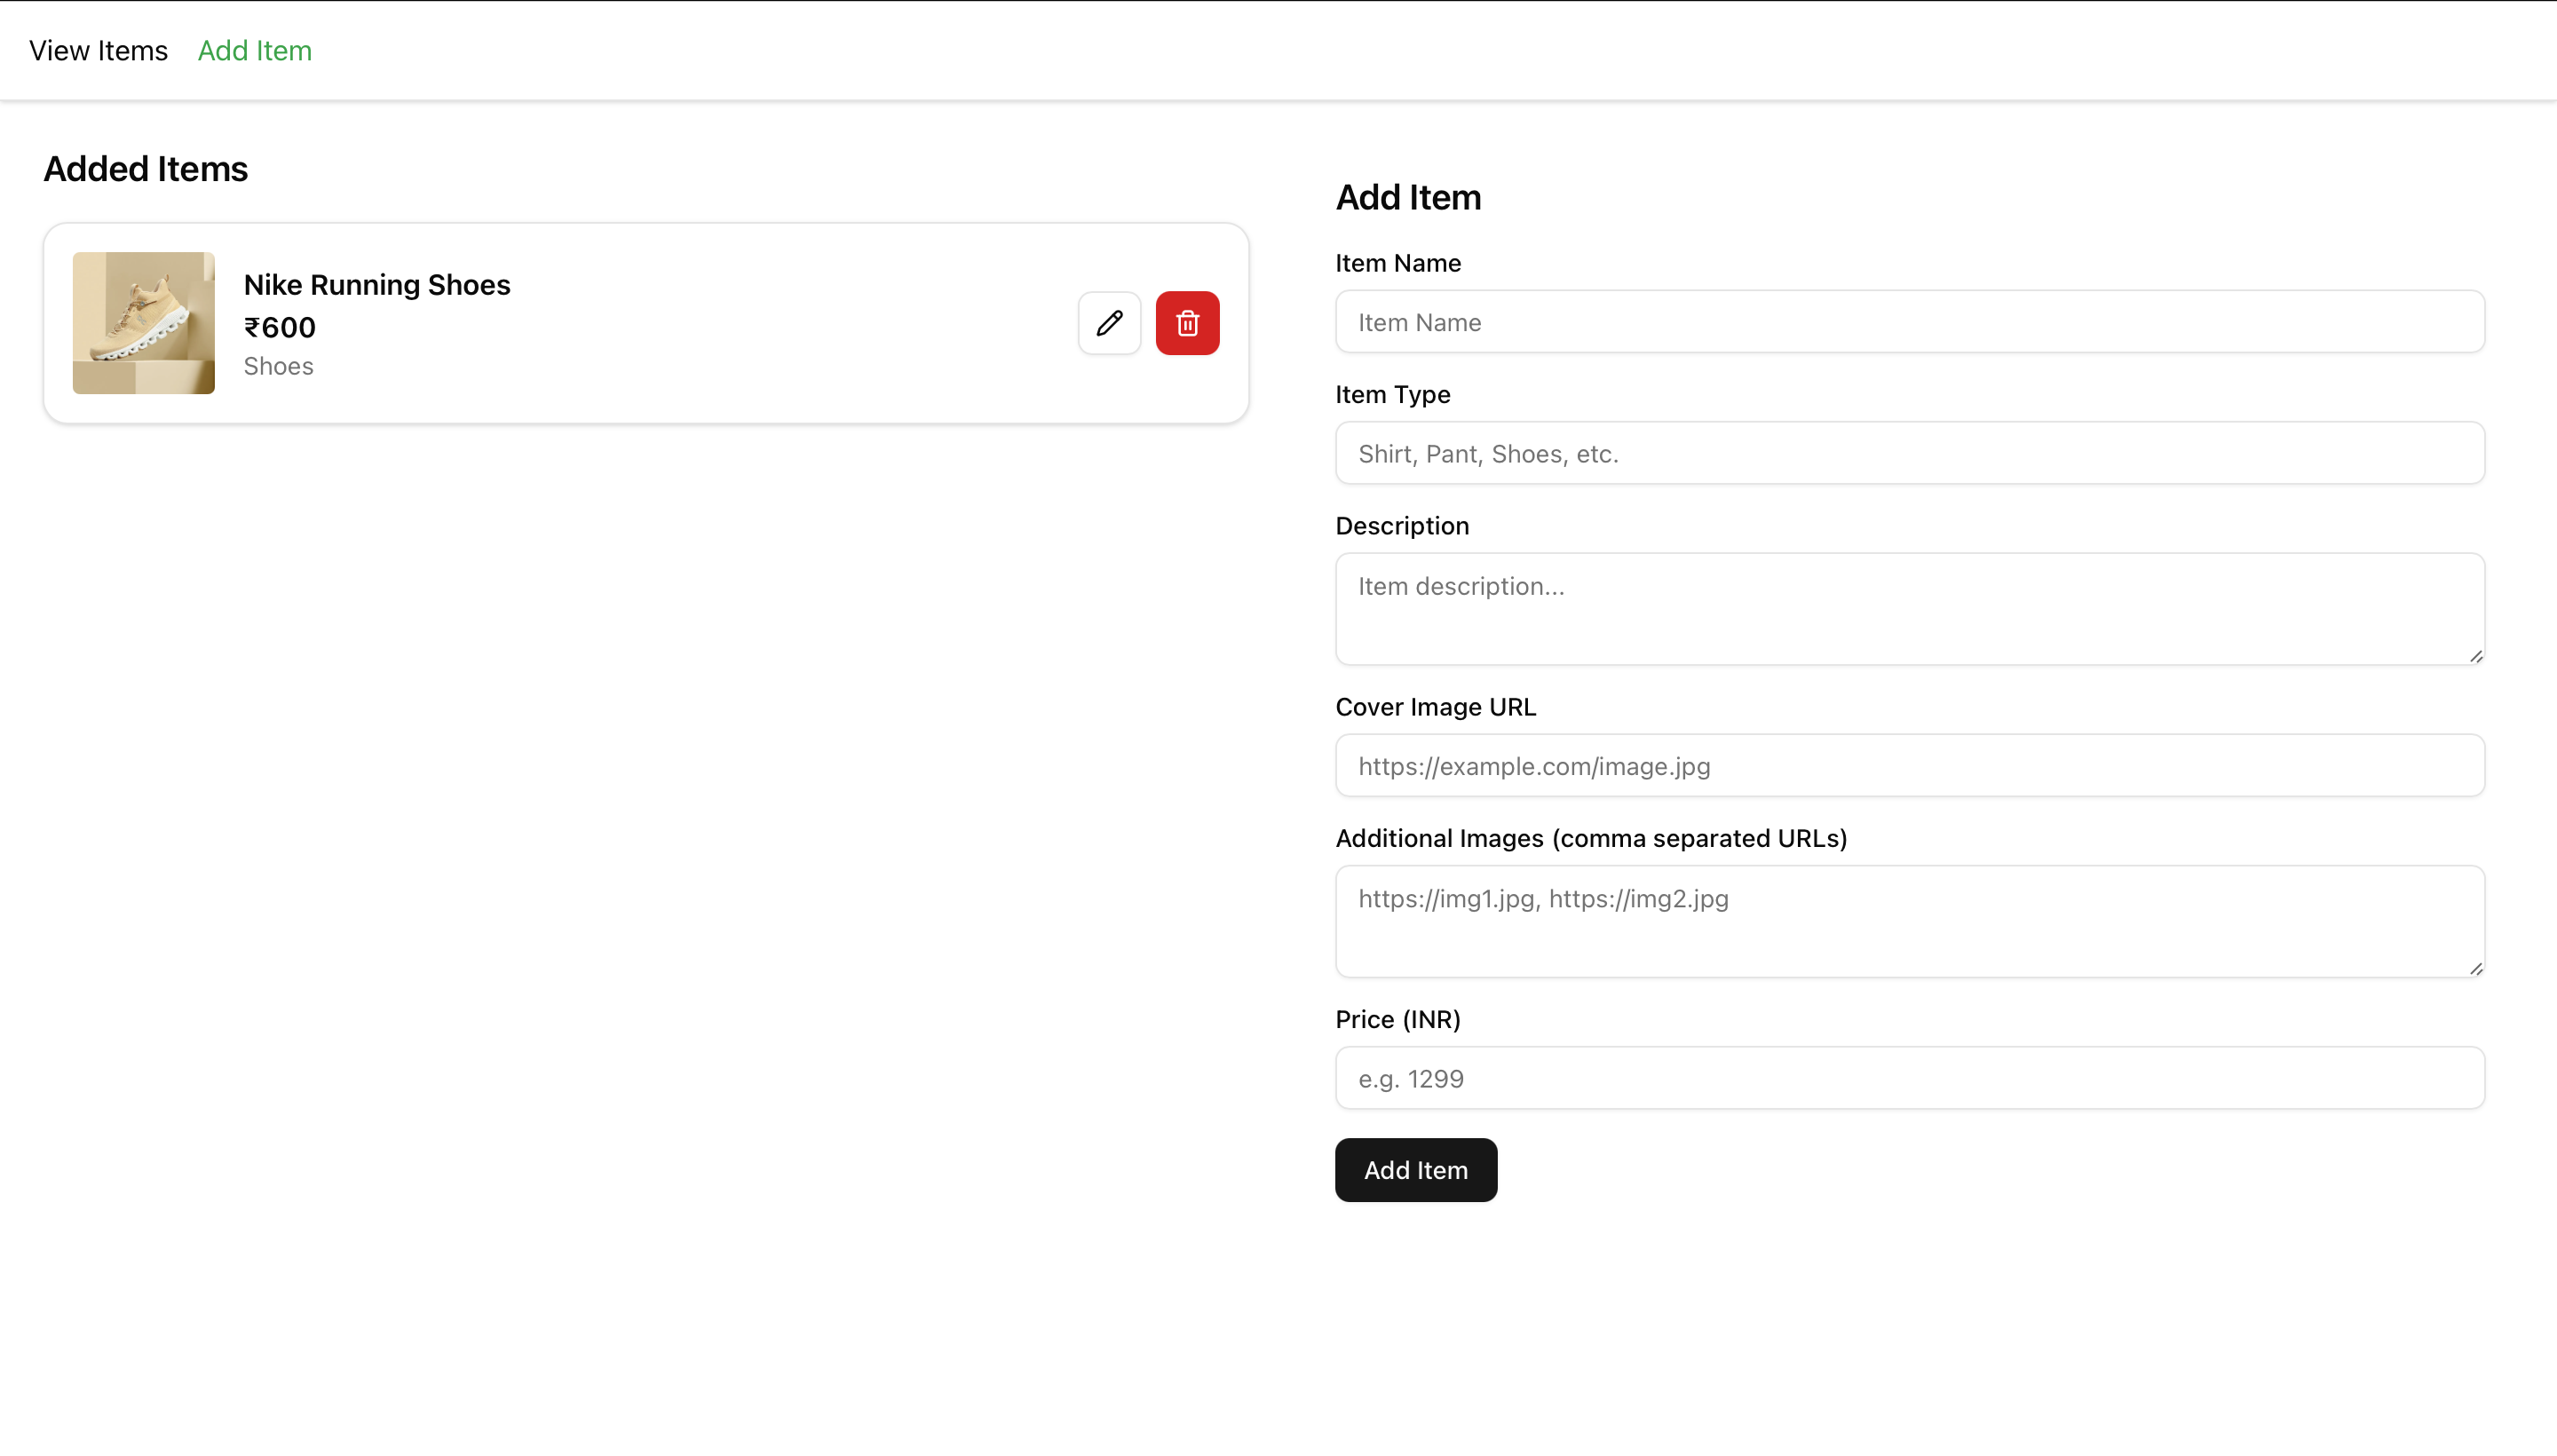 View Items
Add Item
Added Items
Nike Running Shoes
₹600
Shoes
Add Item
Item Name
Item Name
Item Type
Shirt, Pant, Shoes, etc.
Description
Item description...
Cover Image URL
https://example.com/image.jpg
Additional Images (comma separated URLs)
https://img1.jpg, https://img2.jpg
Price (INR)
e.g. 1299
Add Item